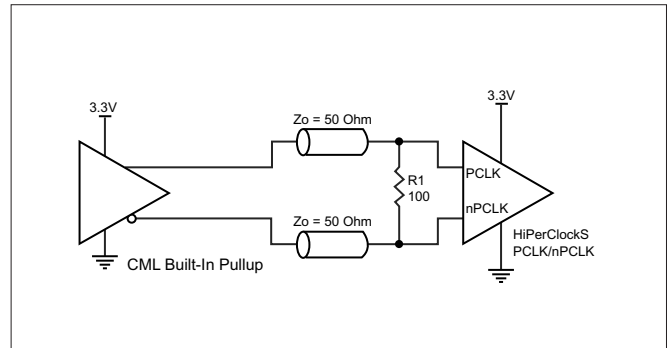 3.3V
Zo = 50 Ohm
3.3V
R1
100
PCLK
nPCLK
Zo = 50 Ohm
CML Built-In Pullup
HiPerClockS
PCLK/nPCLK